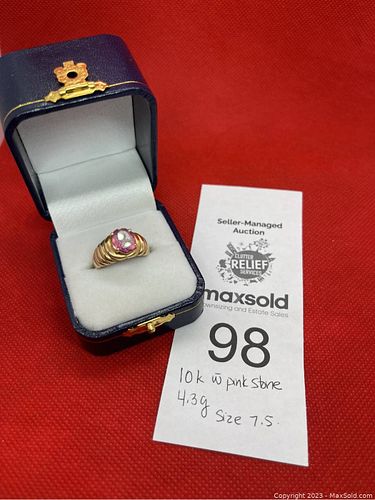 Seller-Managed
Auction
CLUTTER
RELIEF
SERVICES
maxsold
Downsizing and Estate Sales
98
10k w̄ pink stone
4.3g
Size 7.5.
Copyright 2023 - MaxSold.com